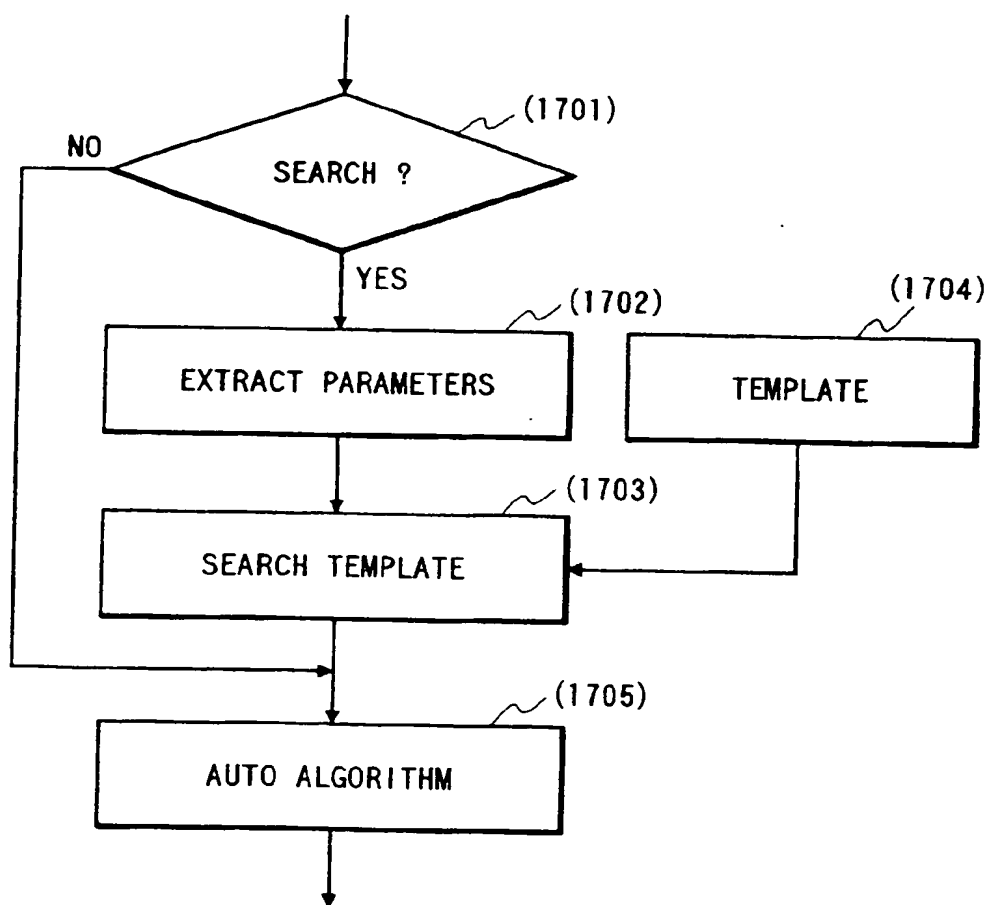 (1701)
NO
SEARCH ?
YES
(1702)
(1704)
EXTRACT PARAMETERS
TEMPLATE
(1703)
SEARCH TEMPLATE
(1705)
AUTO ALGORITHM